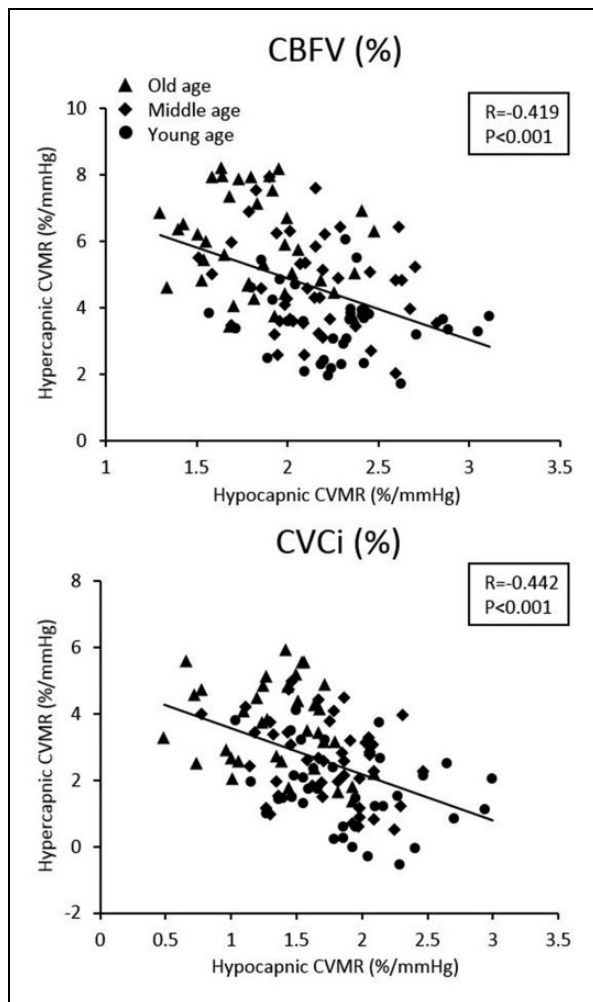 CBFV (%)
Old age
Middle age
Young age
R=-0.419
P<0.001
10
8
6
4
2
0
Hypercapnic CVMR (%/mmHg)
1
1.5
2
2.5
3
3.5
Hypocapnic CVMR (%/mmHg)
CVCi (%)
R=-0.442
P<0.001
8
6
4
2
0
-2
Hypercapnic CVMR (%/mmHg)
0
0.5
1
1.5
2
2.5
3
3.5
Hypocapnic CVMR (%/mmHg)